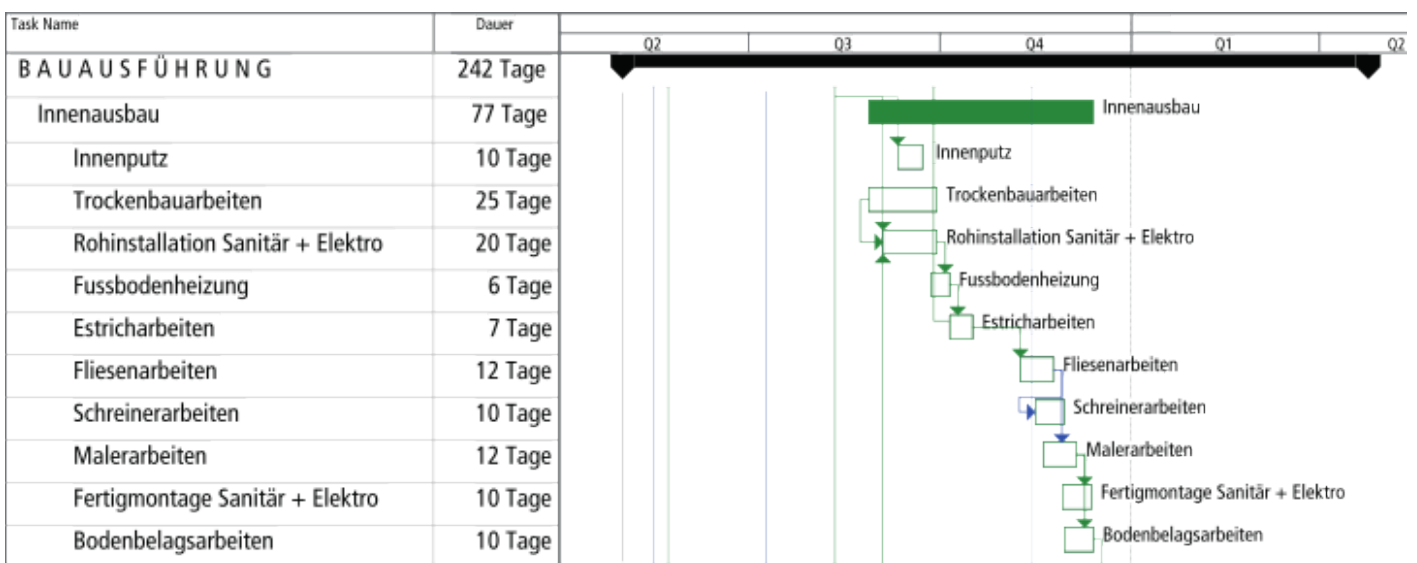 Task Name Dauer
Q2 Q3 Q4 Q1 Q2
BAUAUSFÜHRUNG 242 Tage
Innenausbau 77 Tage Innenausbau
Innenputz 10 Tage Innenputz
Trockenbauarbeiten 25 Tage Trockenbauarbeiten
Rohinstallation Sanitär + Elektro 20 Tage Rohinstallation Sanitär + Elektro
Fussbodenheizung 6 Tage Fussbodenheizung
Estricharbeiten 7 Tage Estricharbeiten
Fliesenarbeiten 12 Tage Fliesenarbeiten
Schreinerarbeiten 10 Tage Schreinerarbeiten
Malerarbeiten 12 Tage Malerarbeiten
Fertigmontage Sanitär + Elektro 10 Tage Fertigmontage Sanitär + Elektro
Bodenbelagsarbeiten 10 Tage Bodenbelagsarbeiten